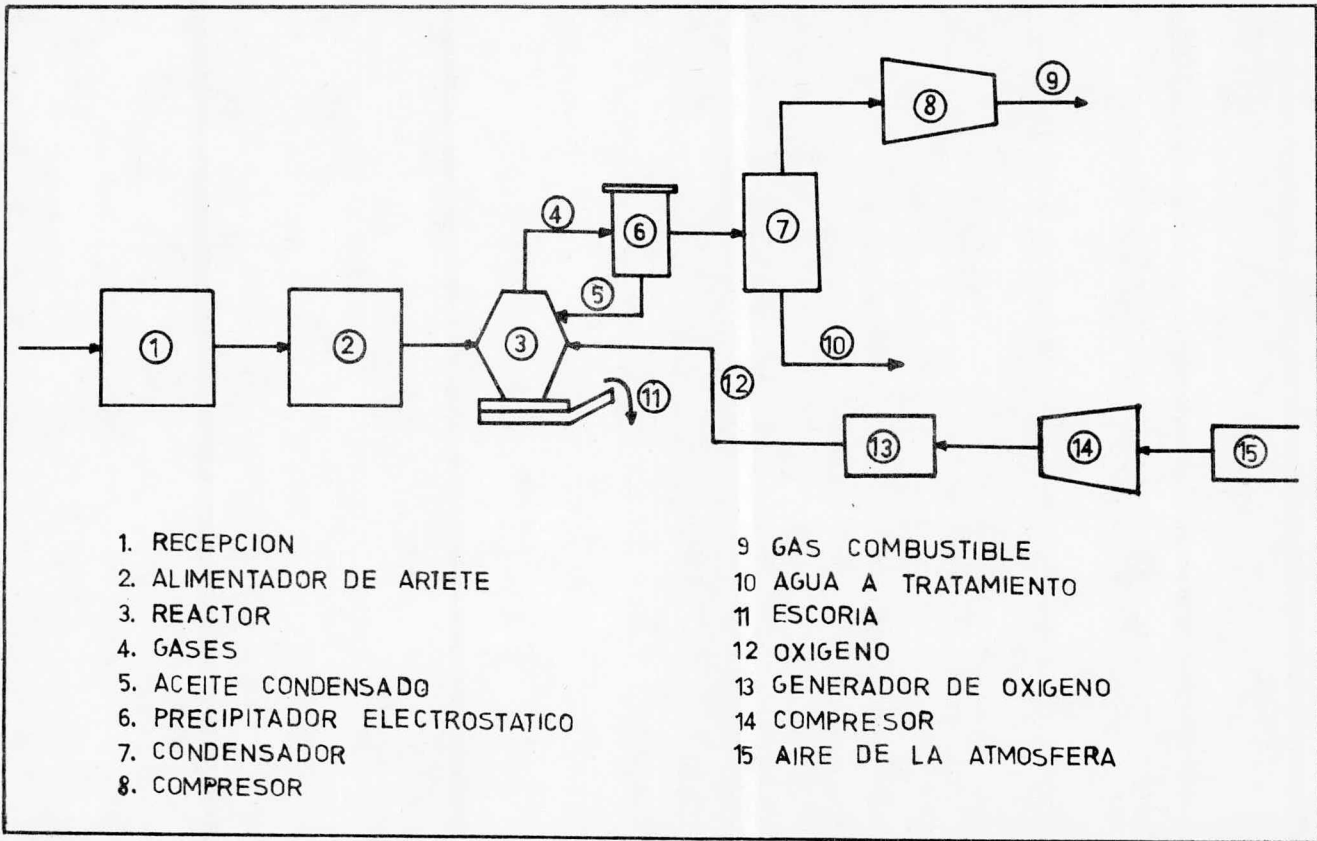 9
8
4
6
7
5
1
2
3
10
12
11
13
14
15
1. RECEPCION
2. ALIMENTADOR DE ARIETE
3. REACTOR
4. GASES
5. ACEITE CONDENSADO
6. PRECIPITADOR ELECTROSTATICO
7. CONDENSADOR
8. COMPRESOR
9 GAS COMBUSTIBLE
10 AGUA A TRATAMIENTO
11 ESCORIA
12 OXIGENO
13 GENERADOR DE OXIGENO
14 COMPRESOR
15 AIRE DE LA ATMOSFERA